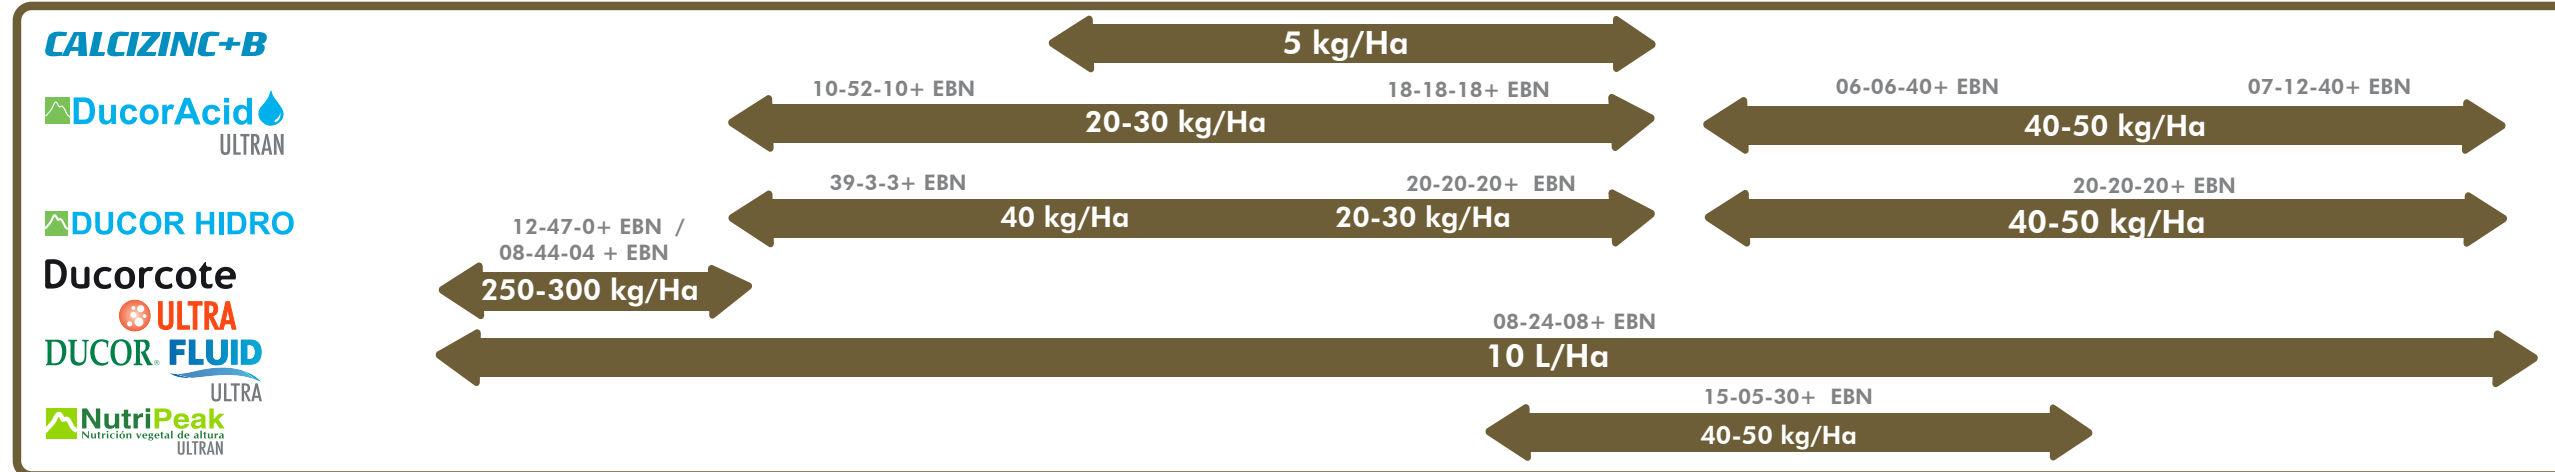 CALCIZINC+B
5 kg/Ha
10-52-10+ EBN
18-18-18+ EBN
06-06-40+ EBN
07-12-40+ EBN
DucorAcid
ULTRAN
20-30 kg/Ha
40-50 kg/Ha
39-3-3+ EBN
20-20-20+ EBN
20-20-20+ EBN
DUCOR HIDRO
40 kg/Ha
20-30 kg/Ha
40-50 kg/Ha
12-47-0+ EBN /
08-44-04 + EBN
Ducorcote
ULTRA
250-300 kg/Ha
08-24-08+ EBN
DUCOR® FLUID
ULTRA
10 L/Ha
15-05-30+ EBN
NutriPeak
Nutrición vegetal de altura
ULTRAN
40-50 kg/Ha